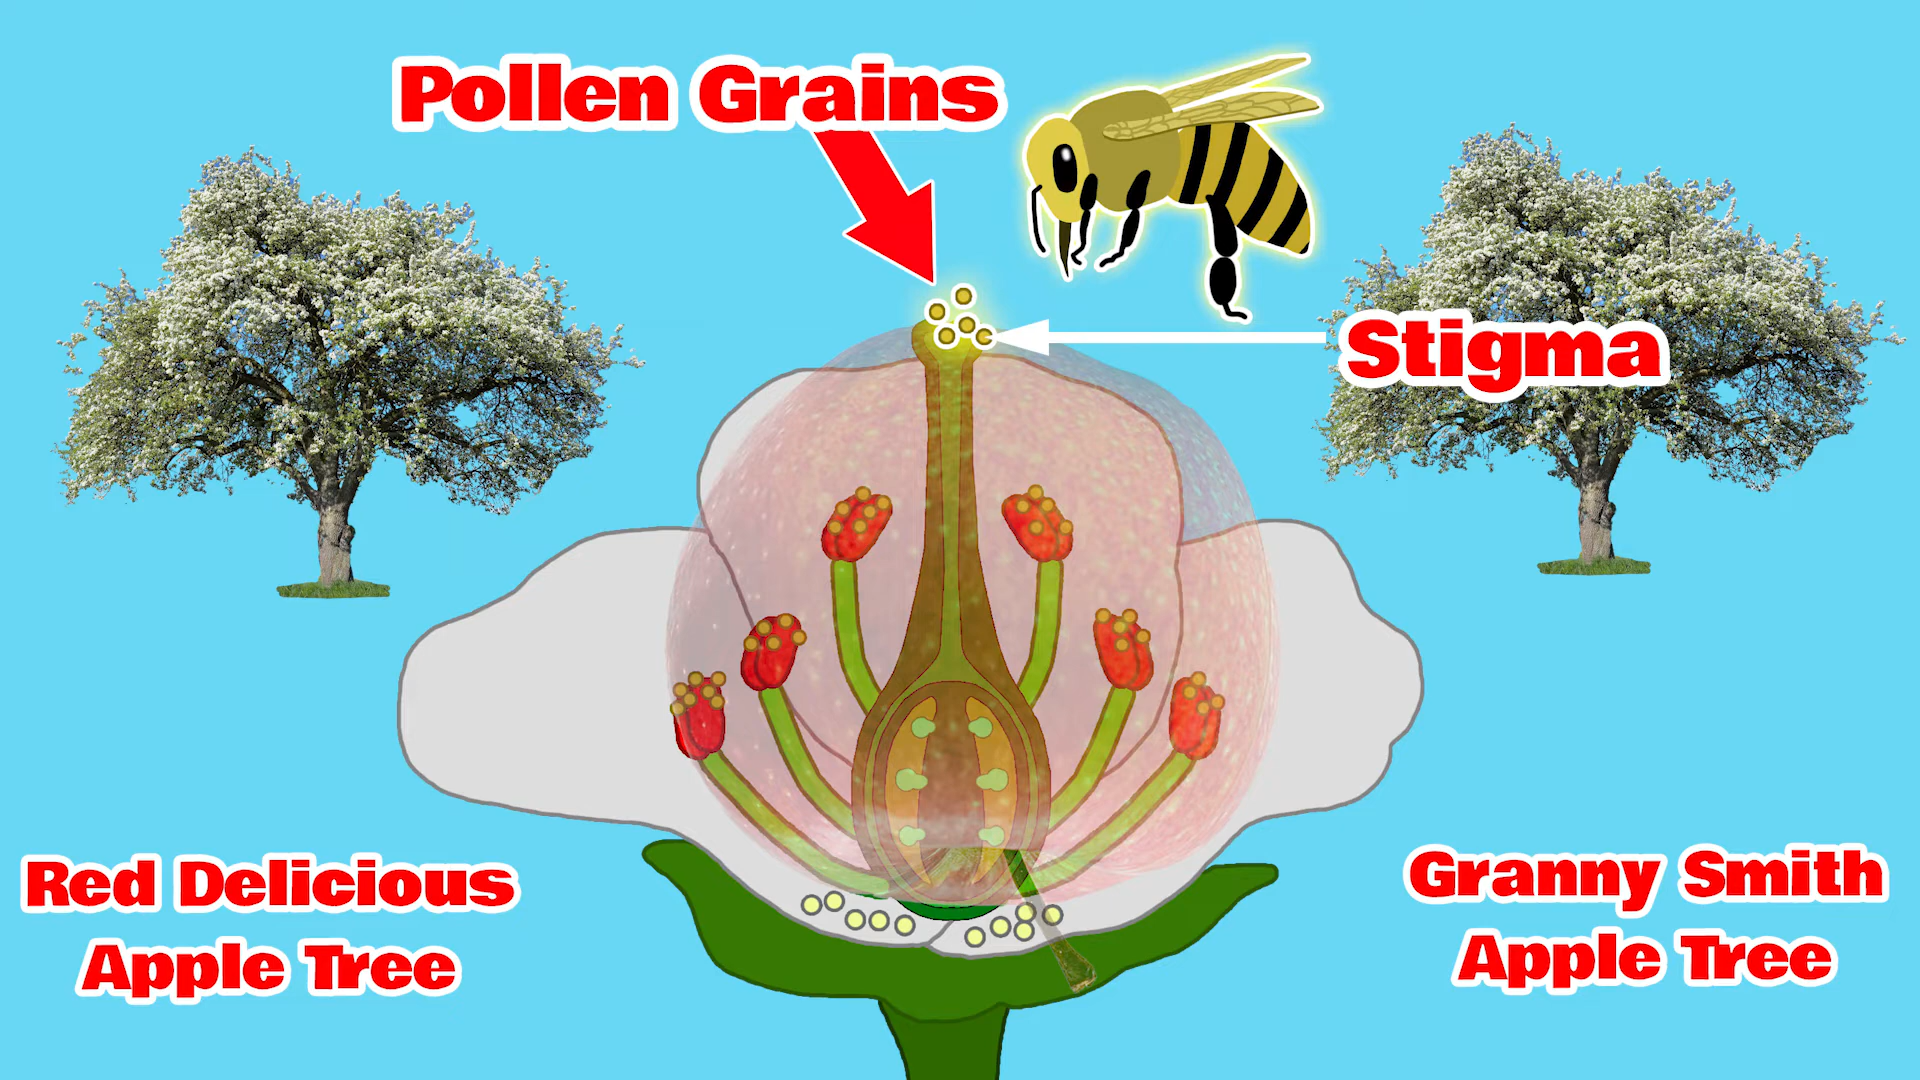 Pollen Grains
Stigma
Red Delicious
Apple Tree
Granny Smith
Apple Tree